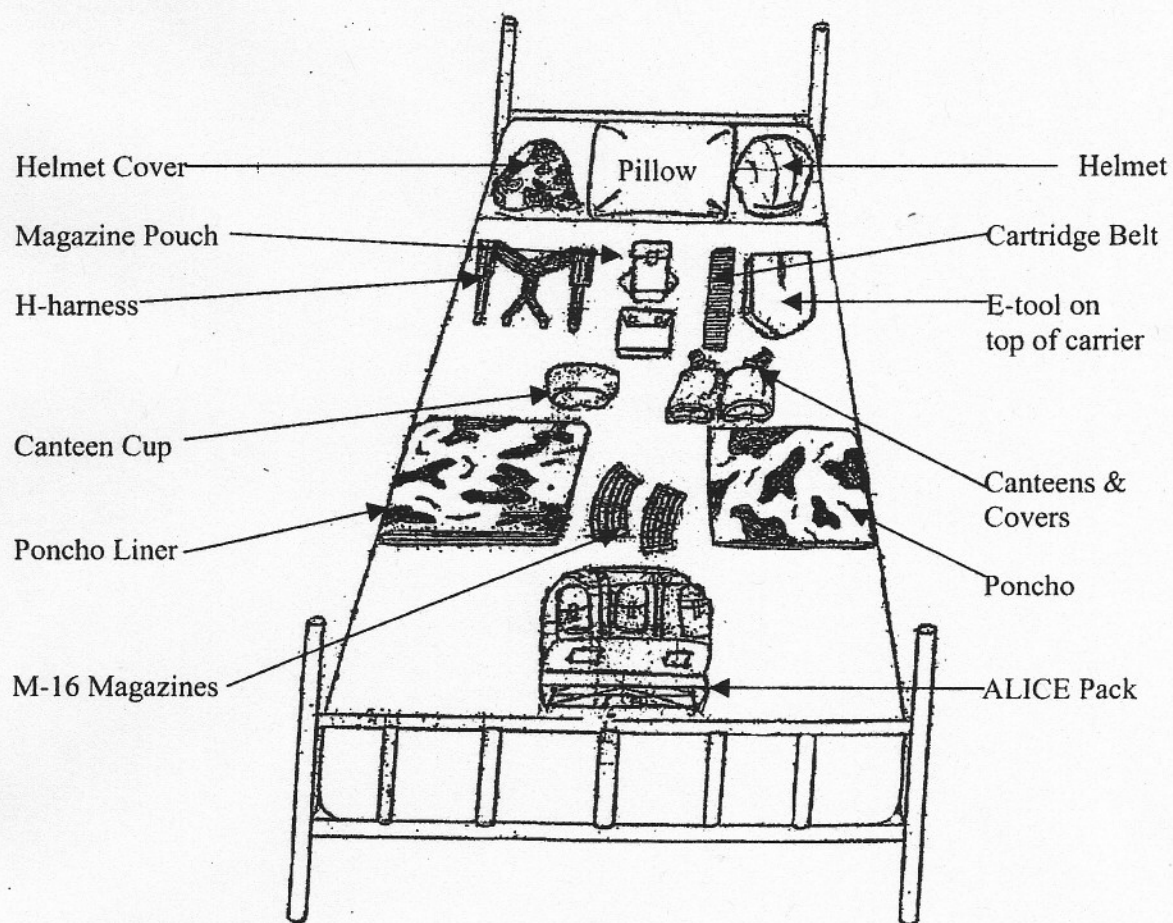 Helmet Cover
Pillow
Helmet
Magazine Pouch
Cartridge Belt
H-harness
E-tool on
top of carrier
Canteen Cup
Canteens &
Covers
Poncho Liner
Poncho
M-16 Magazines
ALICE Pack